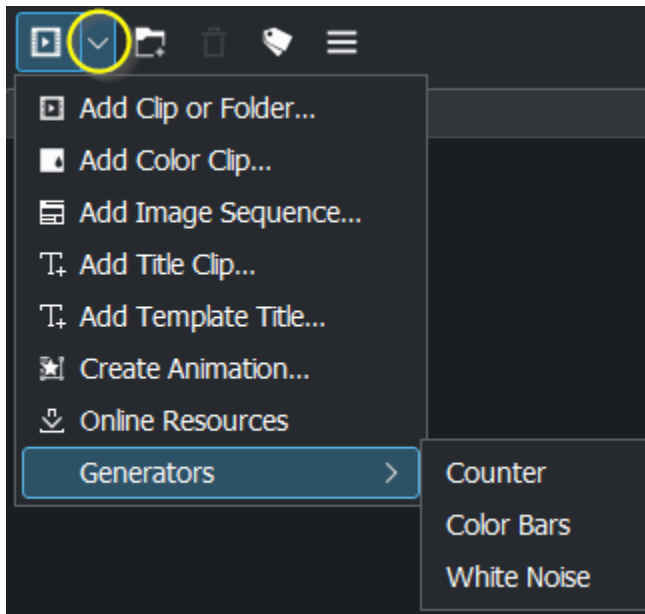 Add Clip or Folder...
Add Color Clip...
Add Image Sequence...
Add Title Clip...
Add Template Title...
Create Animation...
Online Resources
Generators
Counter
Color Bars
White Noise